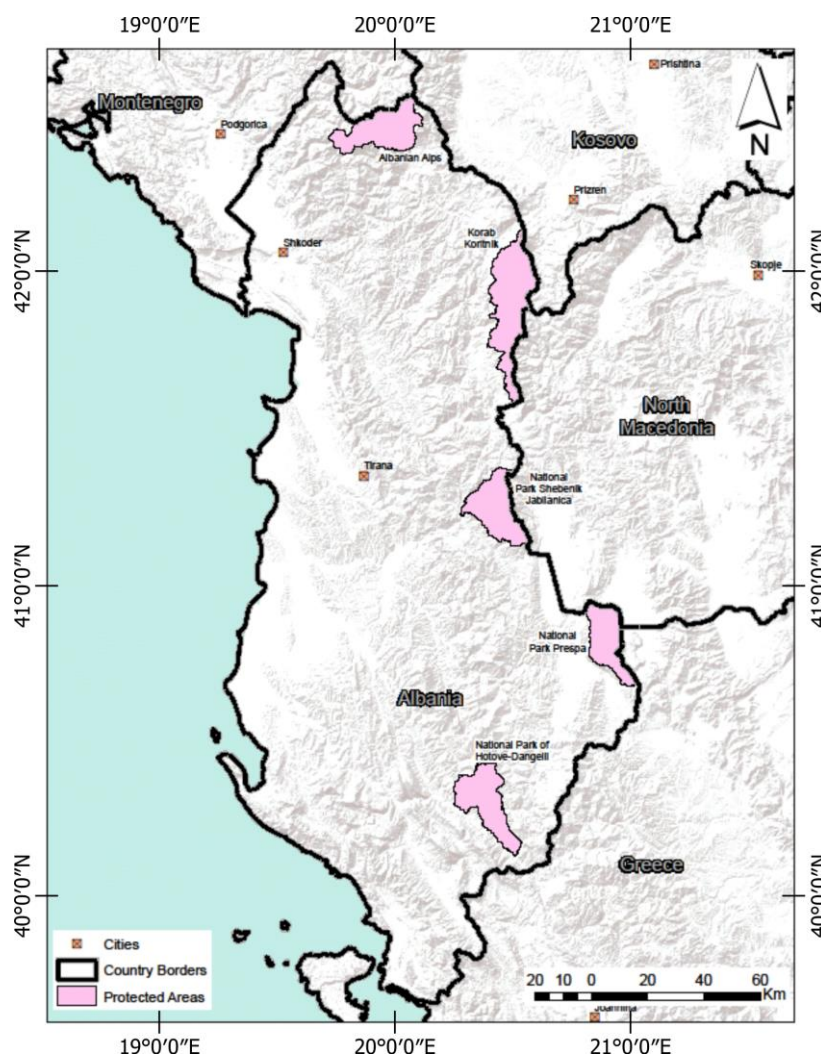 19°0'0"E
20°0'0"E
21°0'0"E
Prishtina
Montenegro
Podgorica
N
Kosovo
Albanian Alps
Prizren
Korab
Koritnik
Shkoder
42°0'0"N
42°0'0"N
Skopje
North
Macedonia
Tirana
National
Park Shebenik
Jabllanica
41°0'0"N
41°0'0"N
National
Park Prespa
Albania
National Park of
Hotove-Dangelli
Greece
40°0'0"N
40°0'0"N
Cities
Country Borders
Protected Areas
20 10 0 20 40 60
Km
Joannina
19°0'0"E
20°0'0"E
21°0'0"E